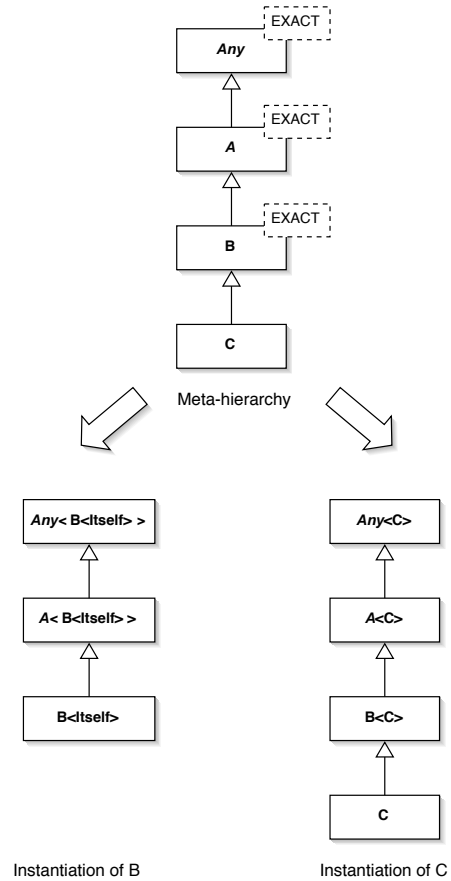 EXACT
Any
EXACT
A
EXACT
B
C
Meta-hierarchy
Any< B<Itself> >
Any<C>
A< B<Itself> >
A<C>
B<Itself>
B<C>
C
Instantiation of B
Instantiation of C